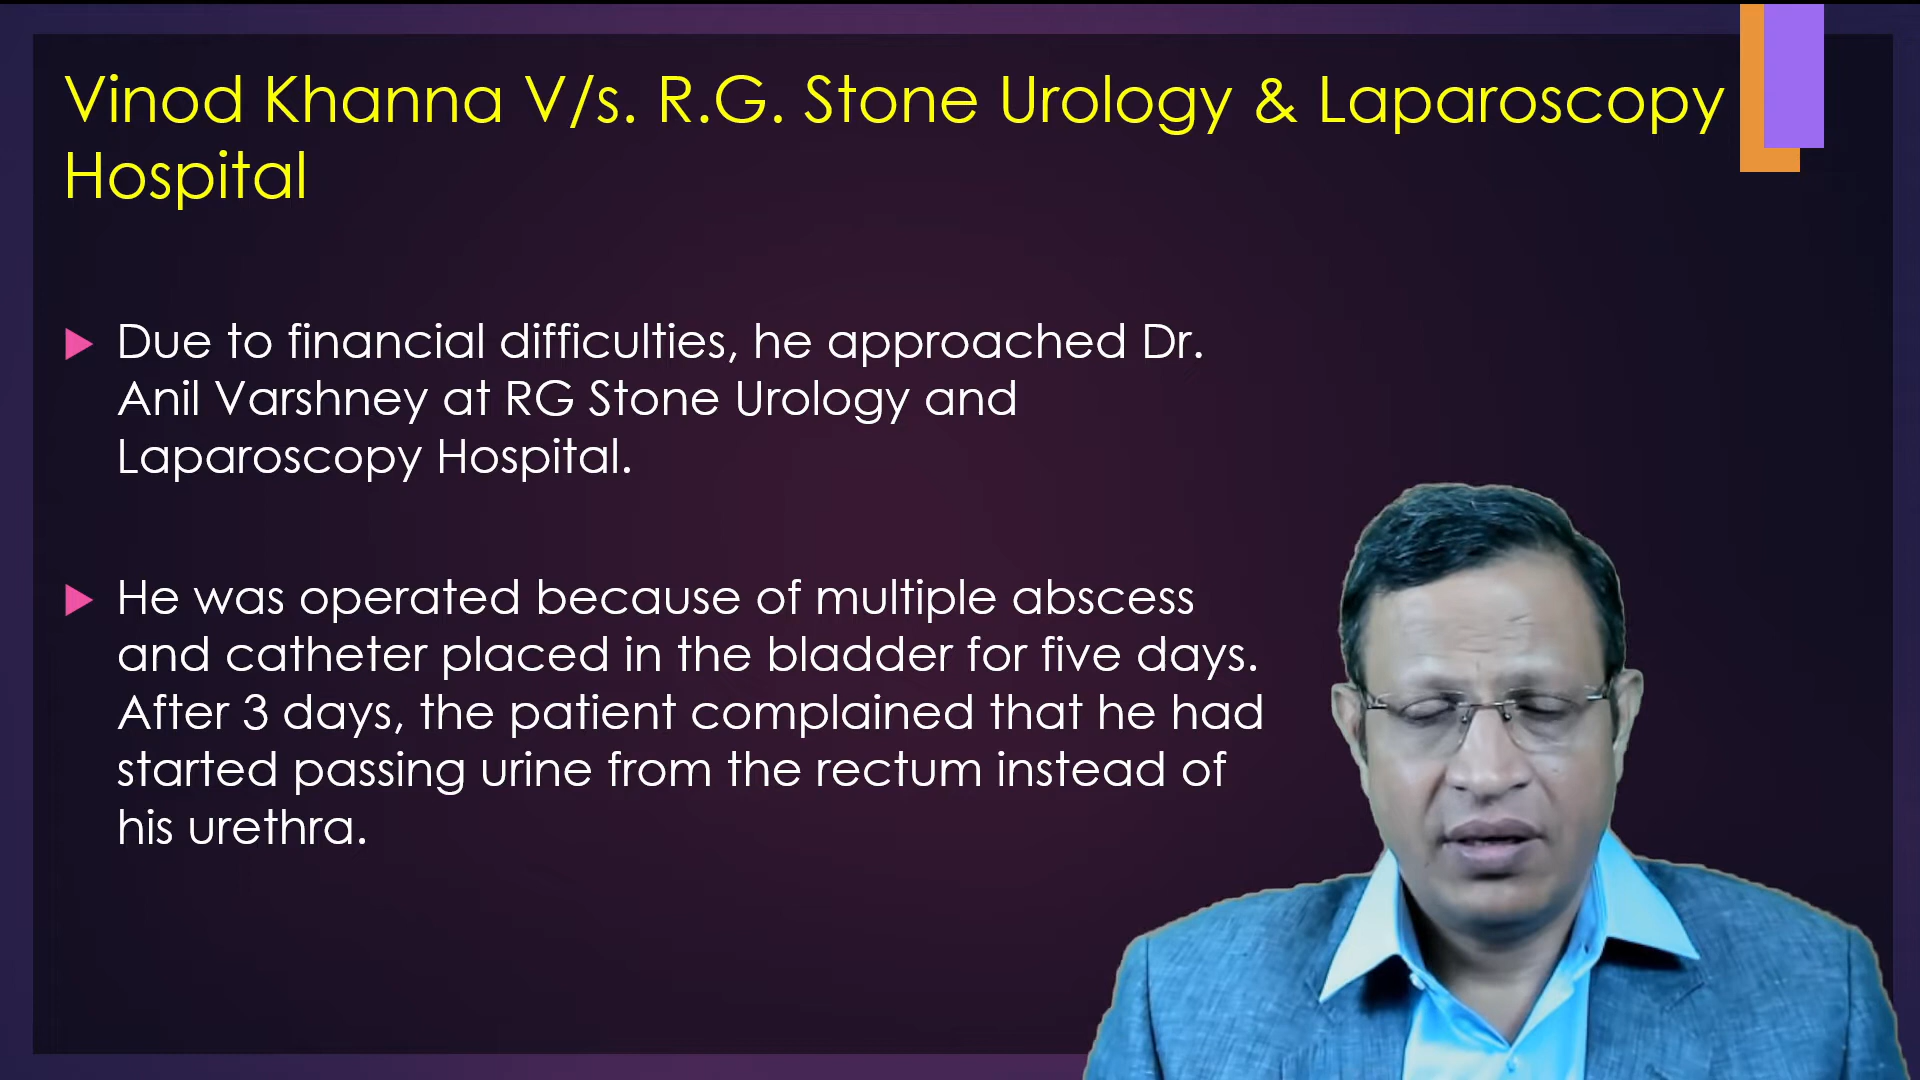 Vinod Khanna V/s. R.G. Stone Urology & Laparoscopy
Hospital
Due to financial difficulties, he approached Dr.
Anil Varshney at RG Stone Urology and
Laparoscopy Hospital.
He was operated because of multiple abscess
and catheter placed in the bladder for five days.
After 3 days, the patient complained that he had
started passing urine from the rectum instead of
his urethra.